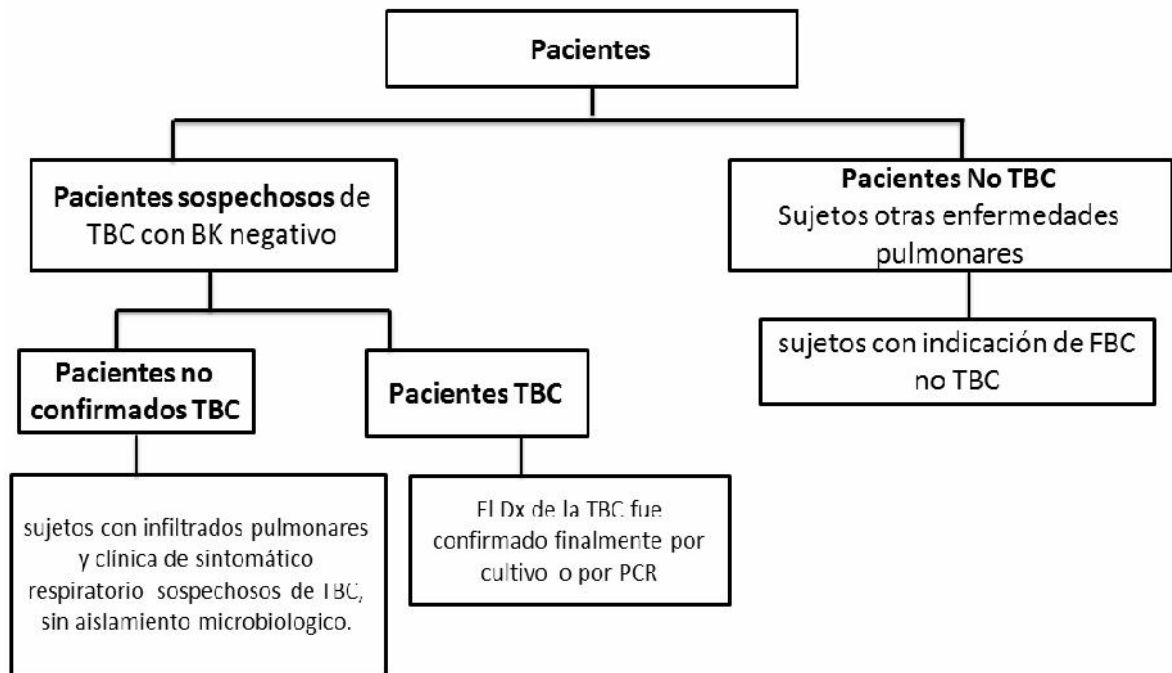 Pacientes
Pacientes sospechosos de
TBC con BK negativo
Pacientes No TBC
Sujetos otras enfermedades
pulmonares
Pacientes no
confirmados TBC
Pacientes TBC
sujetos con indicación de FBC
no TBC
sujetos con infiltrados pulmonares
y clínica de sintomático
respiratorio sospechosos de TBC,
sin aislamiento microbiologico.
El Dx de la TBC fue
confirmado finalmente por
cultivo o por PCR